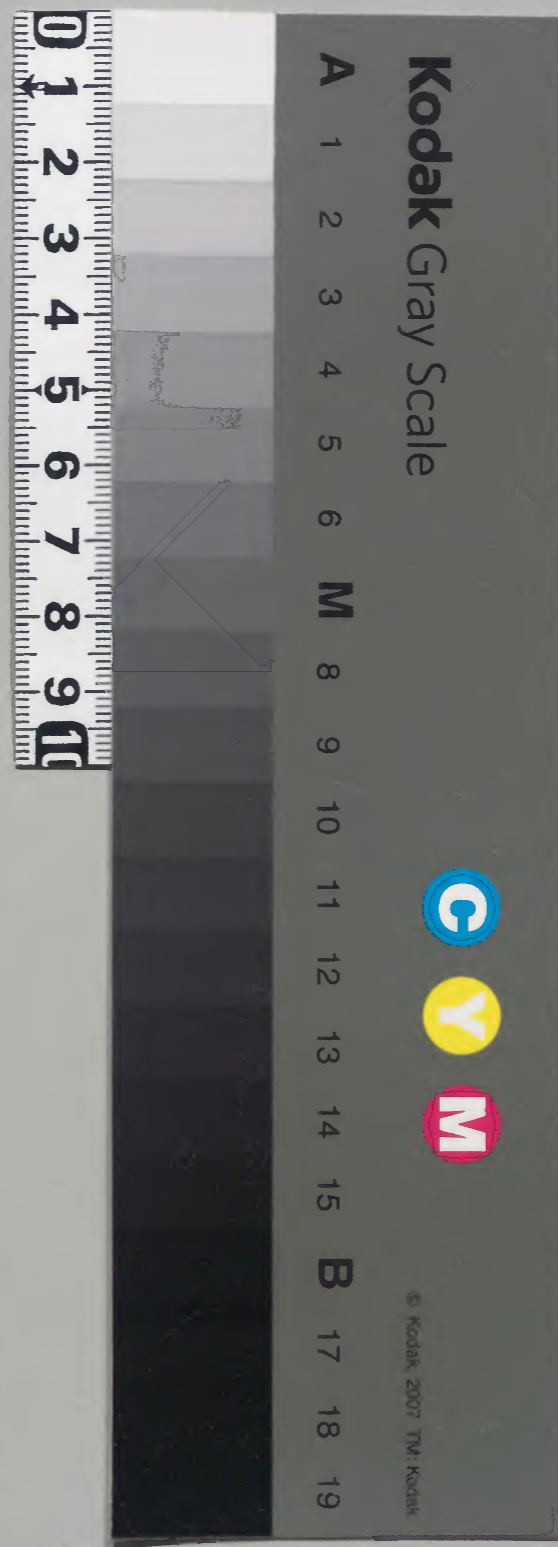 Kodak Gray Scale
C Y M
© Kodak, 2007 TM: Kodak
A 1 2 3 4 5 6 M 8 9 10 11 12 13 14 15 B 17 18 19
0 1 2 3 4 5 6 7 8 9 10